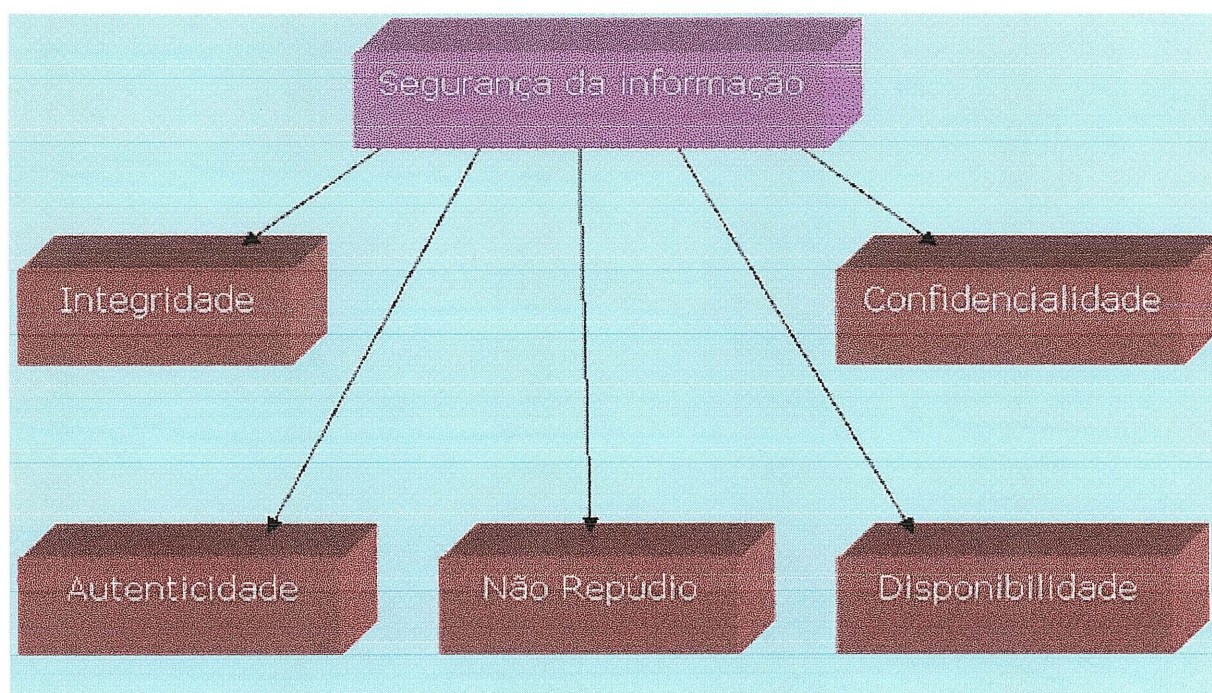 Segurança da informação
Integridade
Confidencialidade
Autenticidade
Não Repúdio
Disponibilidade